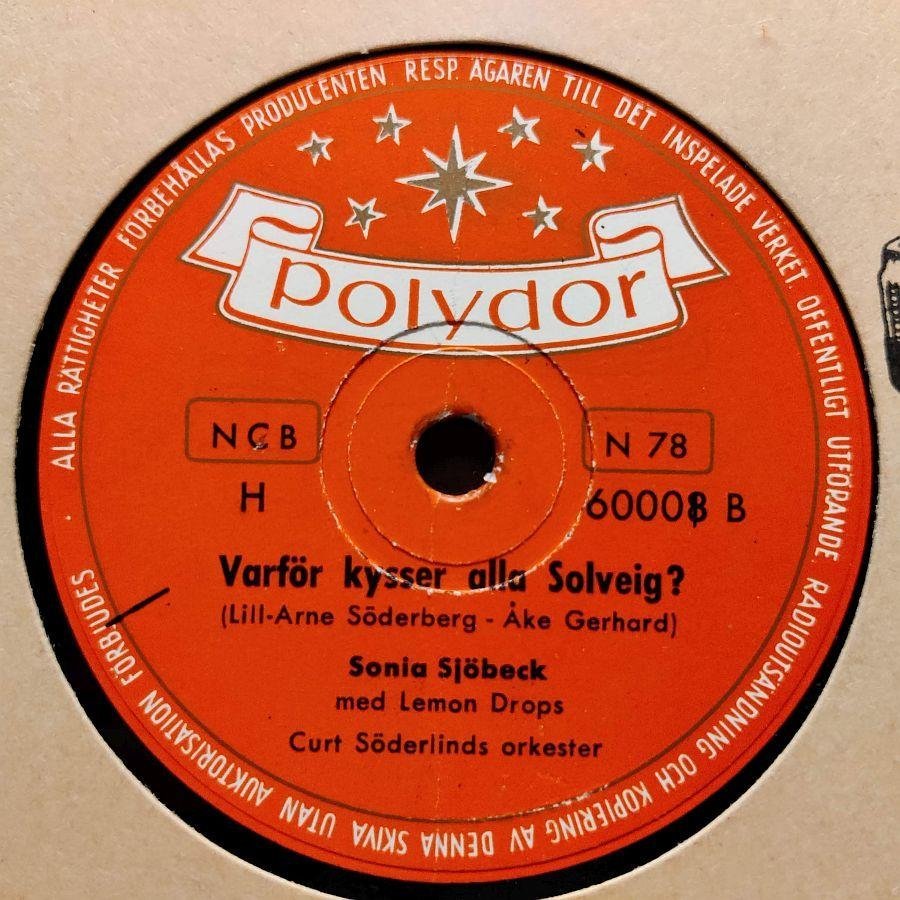 ALLA RÄTTIGHETER FÖRBEHÅLLAS PRODUCENTEN RESP. ÄGAREN TILL DET INSPELADE VERKET. OFFENTLIGT UTFÖRANDE RADIOUTSÄNDNING OCH KOPIERING AV DENNA SKIVA UTAN AUKTORISATION FÖRBJUDES.
polydor
NCB
N 78
H
60008 B
Varför kysser alla Solveig?
(Lill-Arne Söderberg - Åke Gerhard)
Sonia Sjöbeck
med Lemon Drops
Curt Söderlinds orkester